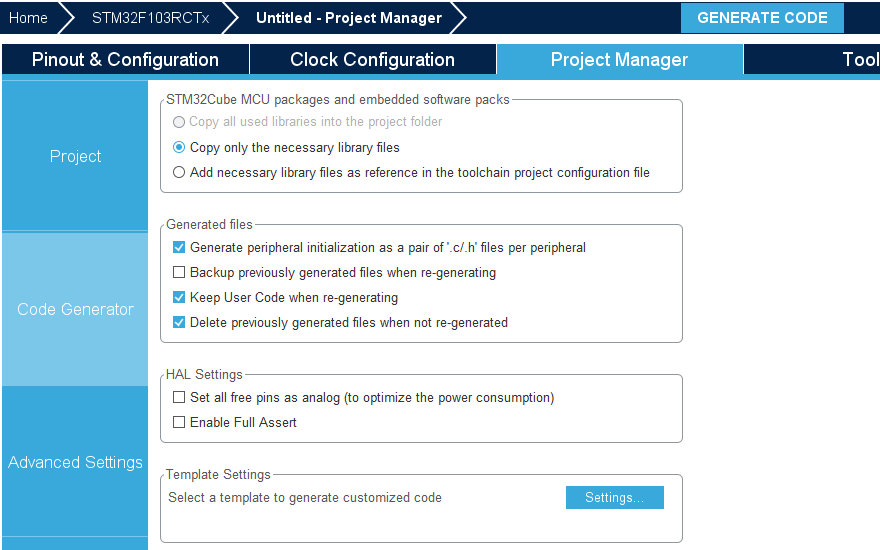 Home STM32F103RCTx Untitled - Project Manager GENERATE CODE
Pinout & Configuration Clock Configuration Project Manager Tool
Project
Code Generator
Advanced Settings
STM32Cube MCU packages and embedded software packs
Copy all used libraries into the project folder
Copy only the necessary library files
Add necessary library files as reference in the toolchain project configuration file
Generated files
Generate peripheral initialization as a pair of '.c/.h' files per peripheral
Backup previously generated files when re-generating
Keep User Code when re-generating
Delete previously generated files when not re-generated
HAL Settings
Set all free pins as analog (to optimize the power consumption)
Enable Full Assert
Template Settings
Select a template to generate customized code Settings...